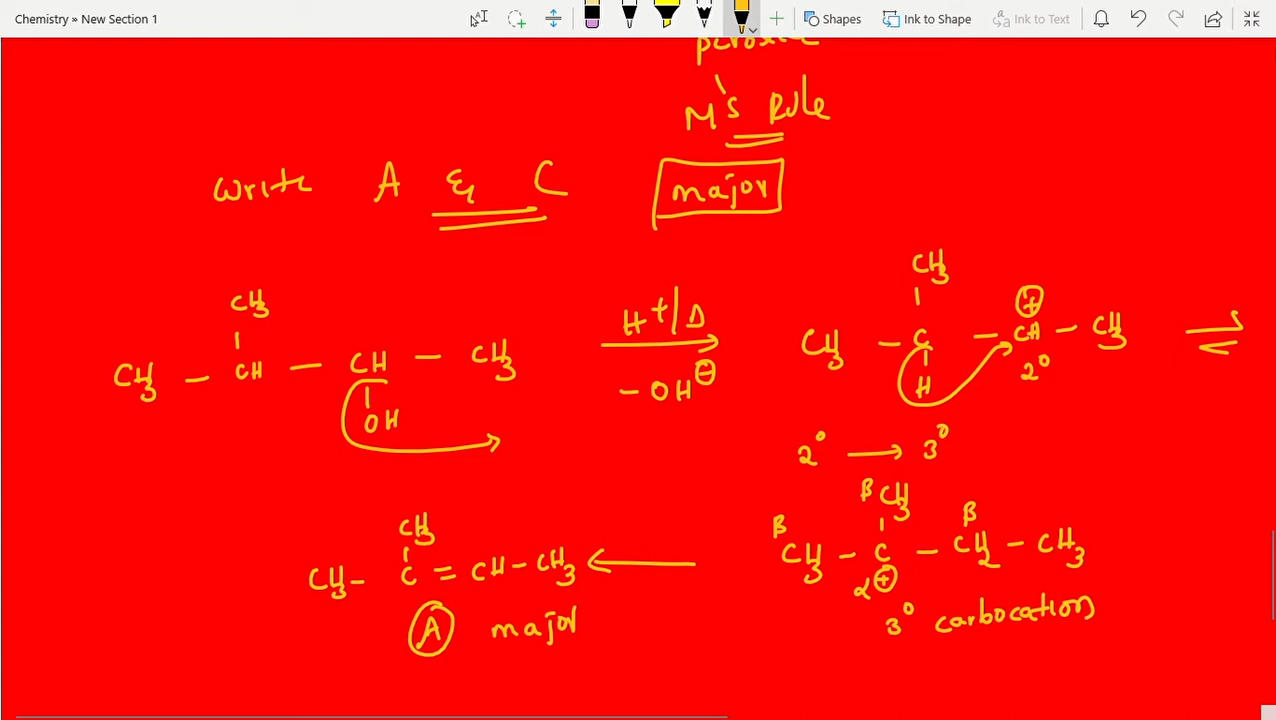 Chemistry » New Section 1
Shapes
Ink to Shape
Ink to Text
peroxide
M's Rule
write A & C major
CH3 CH3
CH3 - CH - CH - CH3 H+/Δ CH3 - C - CH - CH3
OH - OH⊖ H 2°
2° → 3°
CH3 β CH3
CH3 - C = CH - CH3 β CH3 - C - β CH2 - CH3
2 ⊕
A major 3° carbocation